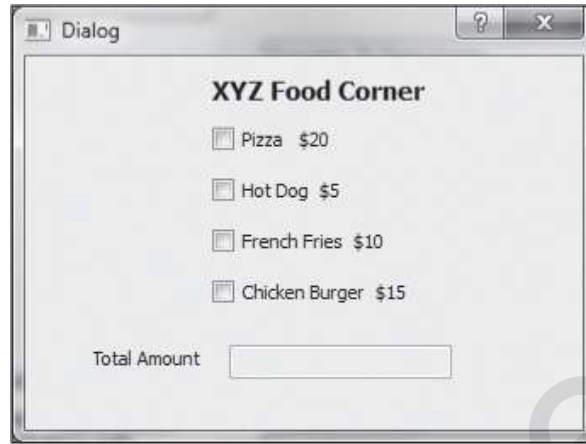 Dialog
XYZ Food Corner
Pizza $20
Hot Dog $5
French Fries $10
Chicken Burger $15
Total Amount